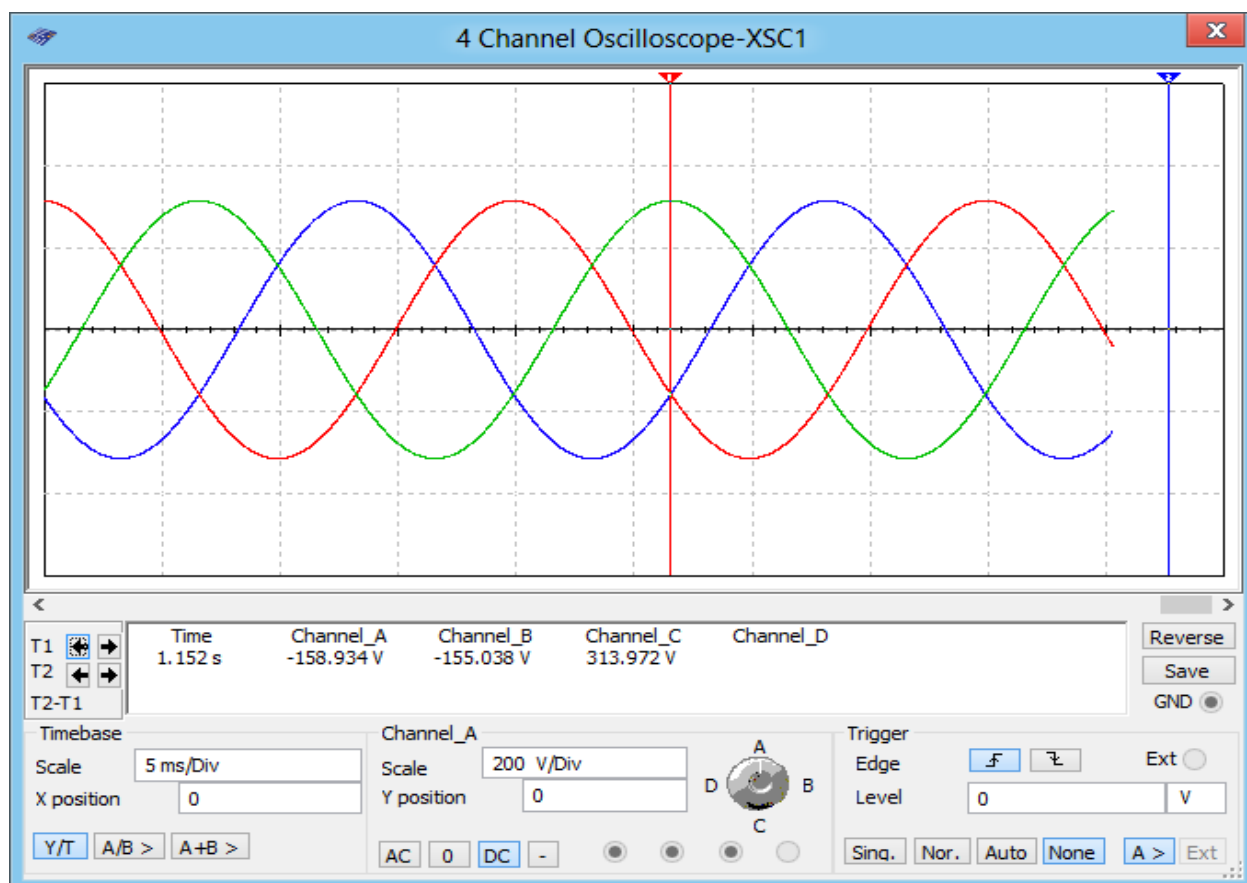 4 Channel Oscilloscope-XSC1
x
1
2
< >
Time Channel_A Channel_B Channel_C Channel_D
1.152 s -158.934 V -155.038 V 313.972 V
T1
T2
T2-T1
Reverse
Save
GND
Timebase
Scale 5 ms/Div
X position 0
Y/T A/B > A+B >
Channel_A
Scale 200 V/Div
Y position 0
AC 0 DC -
A
D B
C
Trigger
Edge Ext
Level 0 V
Sing. Nor. Auto None A > Ext